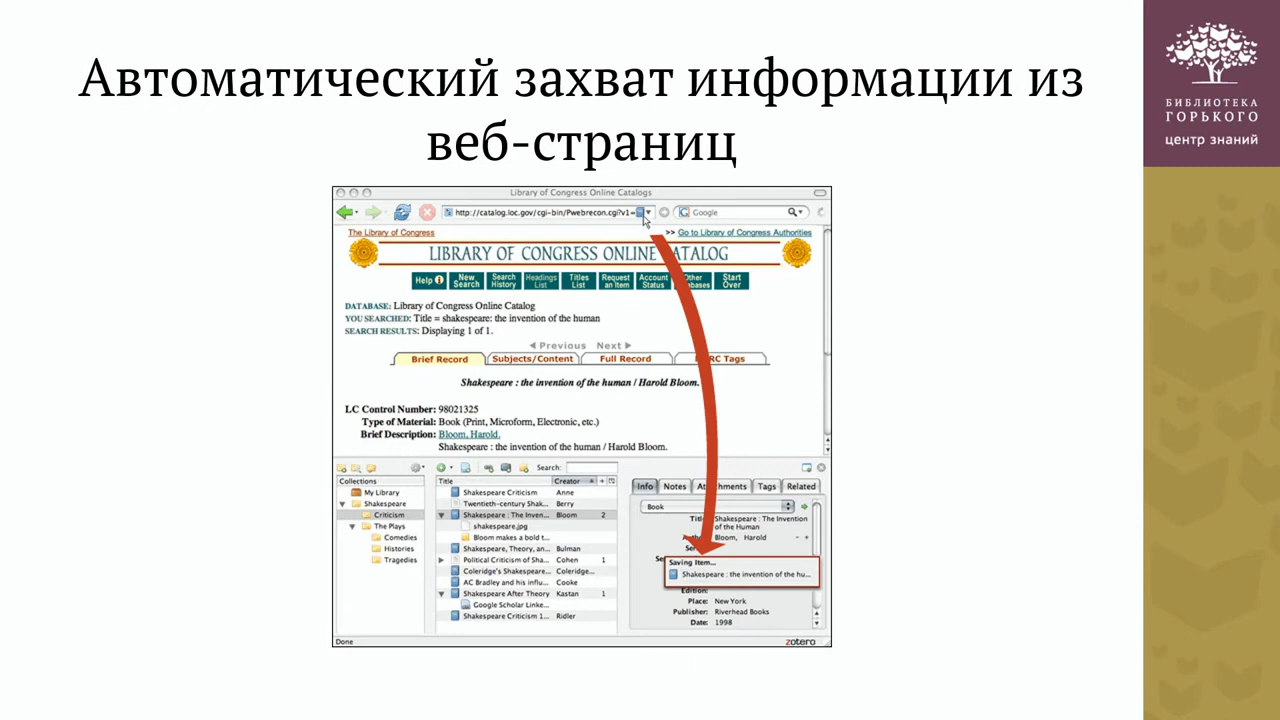 Автоматический захват информации из
веб-страниц
БИБЛИОТЕКА
ГОРЬКОГО
центр знаний
Library of Congress Online Catalogs
http://catalog.loc.gov/cgi-bin/Pwebrecon.cgi?v1=
Google
The Library of Congress
>> Go to Library of Congress Authorities
LIBRARY OF CONGRESS ONLINE CATALOG
Help
New Search
Search History
Headings List
Titles List
Request an Item
Account Status
Start Over
DATABASE: Library of Congress Online Catalog
YOU SEARCHED: Title = shakespeare: the invention of the human
SEARCH RESULTS: Displaying 1 of 1.
Previous Next
Brief Record
Subjects/Content
Full Record
RC Tags
Shakespeare : the invention of the human / Harold Bloom.
LC Control Number: 98021325
Type of Material: Book (Print, Microform, Electronic, etc.)
Brief Description: Bloom, Harold.
Shakespeare : the invention of the human / Harold Bloom.
Search:
Collections
My Library
Shakespeare
Criticism
The Plays
Comedies
Histories
Tragedies
Title Creator
Shakespeare Criticism Anne
Twentieth-century Shak... Berry
Shakespeare : The Inven... Bloom 2
shakespeare.jpg
Bloom makes a bold t...
Shakespeare, Theory, an... Bulman
Political Criticism of Sha... Cohen 1
Coleridge's Shakespeare... Coleridge...
AC Bradley and his influ... Cooke
Shakespeare After Theory Kastan 1
Google Scholar Linke...
Shakespeare Criticism 1... Ridler
Info Notes Attachments Tags Related
Book
Title: Shakespeare : The Invention
of the Human
Bloom, Harold
Saving Item...
Shakespeare : the invention of the hu...
Edition:
Place: New York
Publisher: Riverhead Books
Date: 1998
Done
zotero